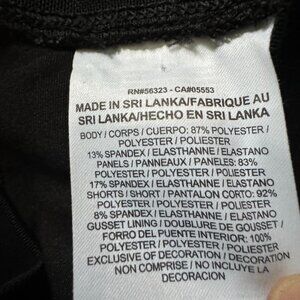 RN#56323 - CA#05553
MADE IN SRI LANKA/FABRIQUE AU
SRI LANKA/HECHO EN SRI LANKA
BODY / CORPS / CUERPO: 87% POLYESTER /
POLYESTER / POLIESTER
13% SPANDEX / ELASTHANNE / ELASTANO
PANELS / PANNEAUX / PANELES: 83%
POLYESTER / POLYESTER / POLIESTER
17% SPANDEX / ELASTHANNE / ELASTANO
SHORTS / SHORT / PANTALON CORTO: 92%
POLYESTER / POLYESTER / POLIESTER
8% SPANDEX / ELASTHANNE / ELASTANO
GUSSET LINING / DOUBLURE DE GOUSSET /
FORRO DEL PUENTE INTERIOR: 100%
POLYESTER / POLYESTER / POLIESTER
EXCLUSIVE OF DECORATION / DECORATION
NON COMPRISE / NO INCLUYE LA
DECORACION